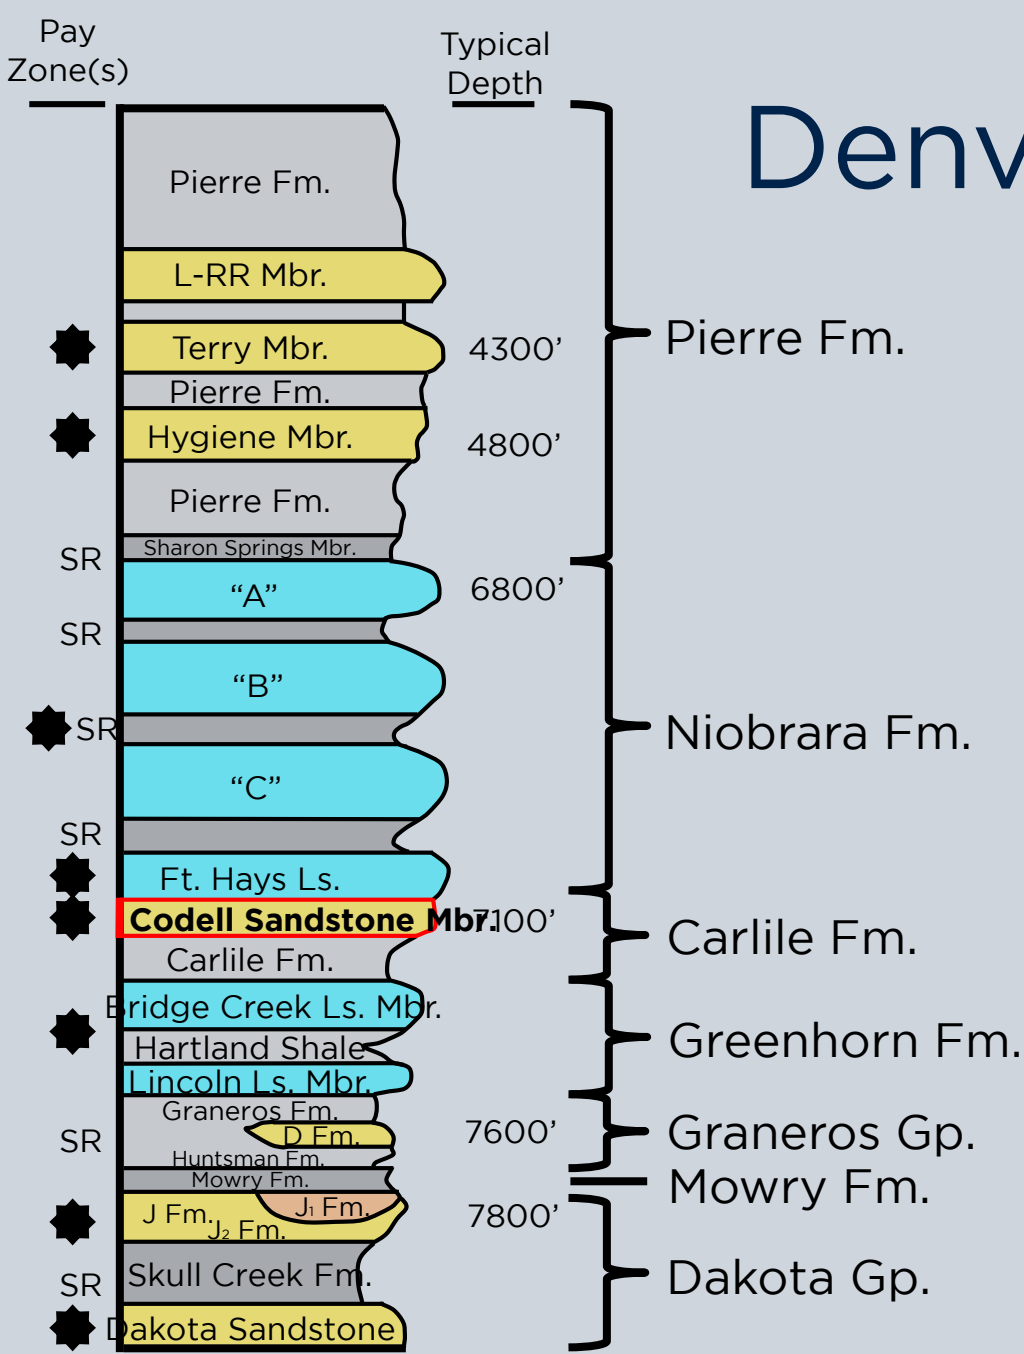 Pay
Zone(s)
Typical
Depth
Denv
Pierre Fm.
L-RR Mbr.
Terry Mbr.
4300’
Pierre Fm.
Pierre Fm.
Hygiene Mbr.
4800’
Pierre Fm.
Sharon Springs Mbr.
SR
“A”
6800’
SR
“B”
SR
Niobrara Fm.
“C”
SR
Ft. Hays Ls.
Codell Sandstone Mbr.
7100’
Carlile Fm.
Carlile Fm.
Bridge Creek Ls. Mbr.
Hartland Shale
Greenhorn Fm.
Lincoln Ls. Mbr.
Graneros Fm.
D Fm.
7600’
Graneros Gp.
SR
Huntsman Fm.
Mowry Fm.
Mowry Fm.
J Fm.
J₁ Fm.
J₂ Fm.
7800’
Skull Creek Fm.
SR
Dakota Gp.
Dakota Sandstone